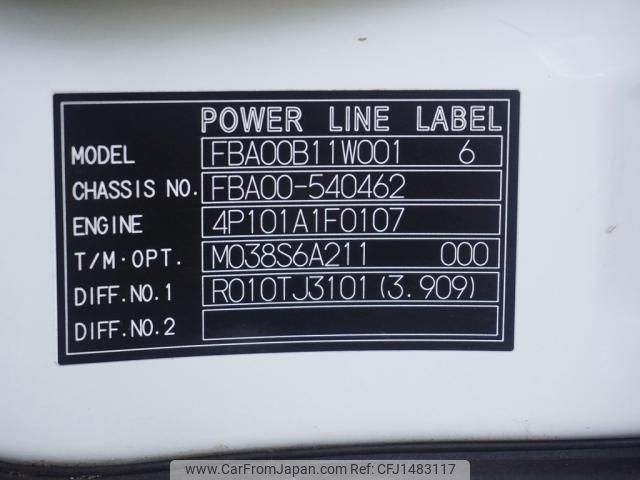 POWER LINE LABEL
MODEL FBA00B11W001 6
CHASSIS NO. FBA00-540462
ENGINE 4P101A1F0107
T/M·OPT. M038S6A211 000
DIFF.NO.1 R010TJ3101(3.909)
DIFF.NO.2
www.CarFromJapan.com - CFJ1483117